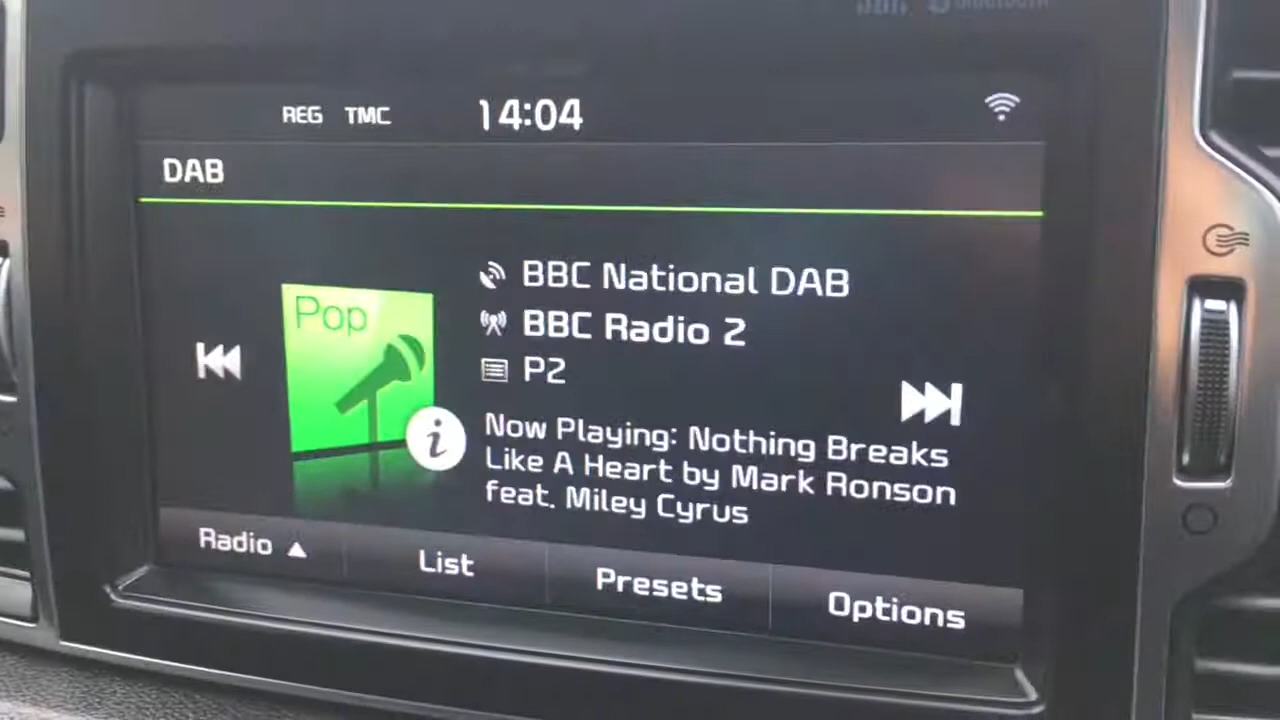 REG TMC 14:04
DAB
BBC National DAB
Pop
BBC Radio 2
P2
Now Playing: Nothing Breaks
Like A Heart by Mark Ronson
feat. Miley Cyrus
Radio ▲
List
Presets
Options